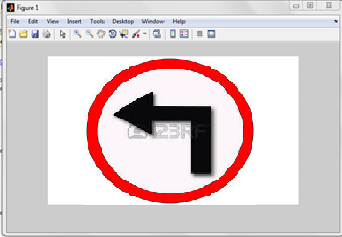 Figure 1
File Edit View Insert Tools Desktop Window Help
123RF